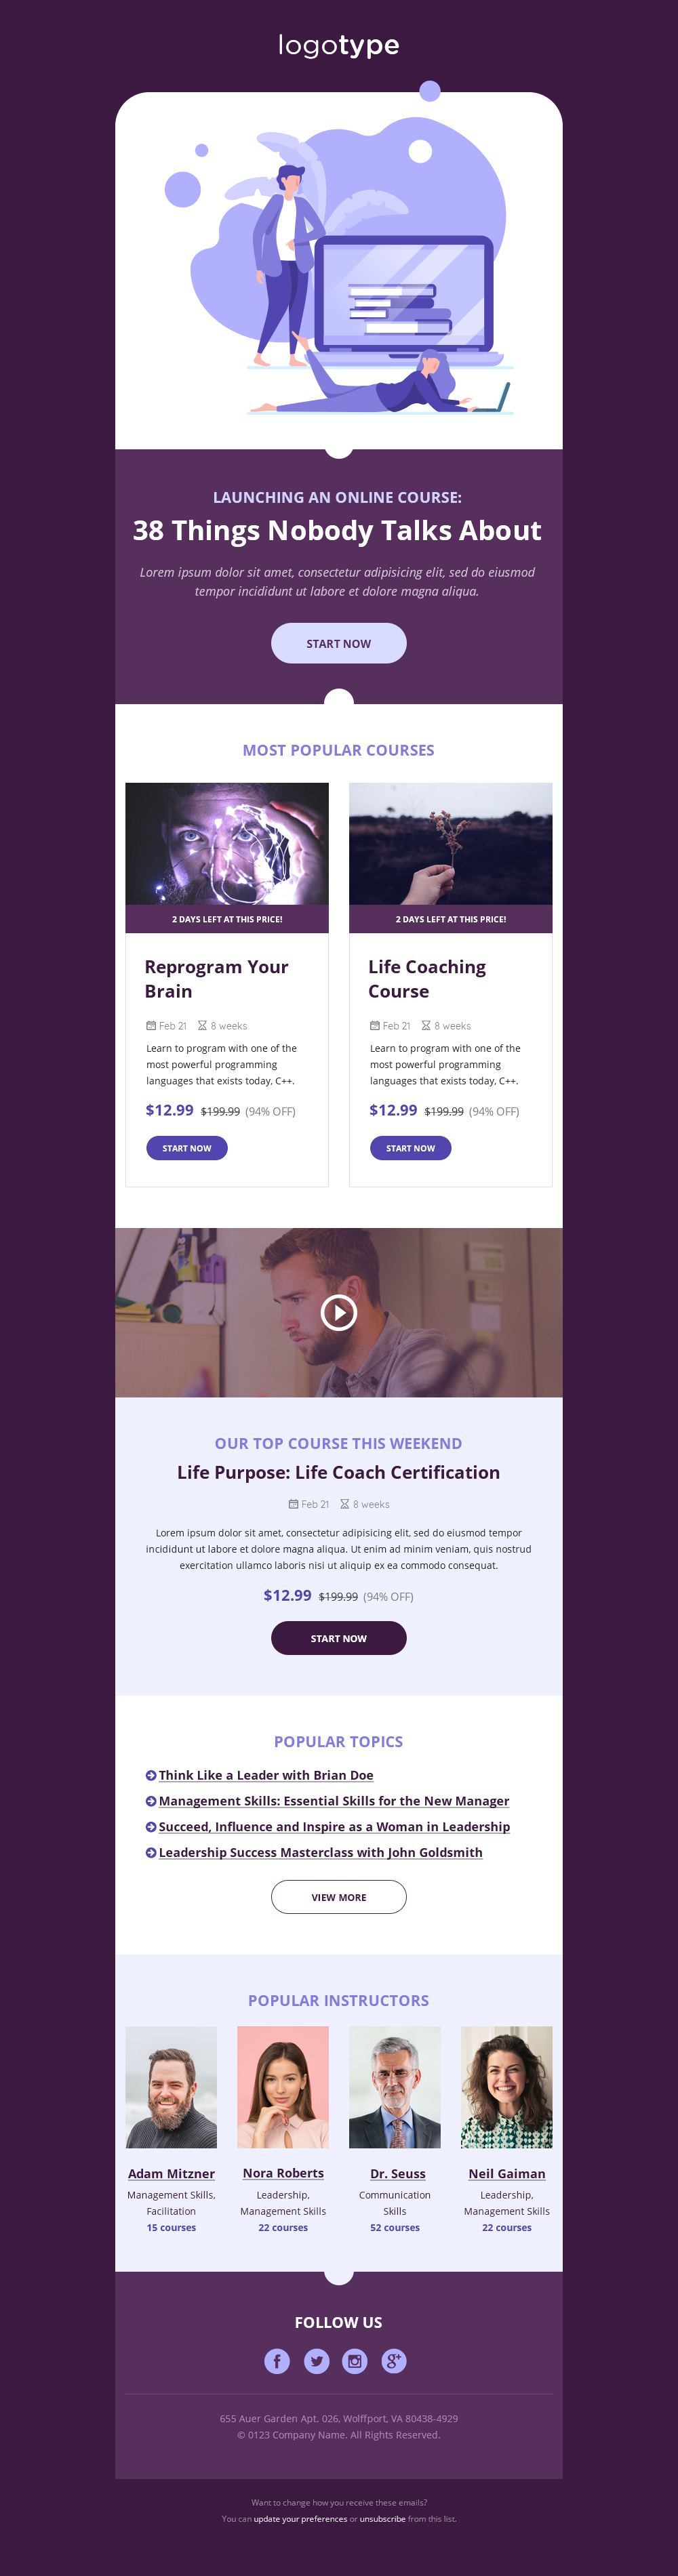 logotype
LAUNCHING AN ONLINE COURSE:
38 Things Nobody Talks About
Lorem ipsum dolor sit amet, consectetur adipisicing elit, sed do eiusmod
tempor incididunt ut labore et dolore magna aliqua.
START NOW
MOST POPULAR COURSES
2 DAYS LEFT AT THIS PRICE!
Reprogram Your
Brain
Feb 21 8 weeks
Learn to program with one of the
most powerful programming
languages that exists today, C++.
$12.99 $199.99 (94% OFF)
START NOW
2 DAYS LEFT AT THIS PRICE!
Life Coaching
Course
Feb 21 8 weeks
Learn to program with one of the
most powerful programming
languages that exists today, C++.
$12.99 $199.99 (94% OFF)
START NOW
OUR TOP COURSE THIS WEEKEND
Life Purpose: Life Coach Certification
Feb 21 8 weeks
Lorem ipsum dolor sit amet, consectetur adipisicing elit, sed do eiusmod tempor
incididunt ut labore et dolore magna aliqua. Ut enim ad minim veniam, quis nostrud
exercitation ullamco laboris nisi ut aliquip ex ea commodo consequat.
$12.99 $199.99 (94% OFF)
START NOW
POPULAR TOPICS
Think Like a Leader with Brian Doe
Management Skills: Essential Skills for the New Manager
Succeed, Influence and Inspire as a Woman in Leadership
Leadership Success Masterclass with John Goldsmith
VIEW MORE
POPULAR INSTRUCTORS
Adam Mitzner
Management Skills,
Facilitation
15 courses
Nora Roberts
Leadership,
Management Skills
22 courses
Dr. Seuss
Communication
Skills
52 courses
Neil Gaiman
Leadership,
Management Skills
22 courses
FOLLOW US
655 Auer Garden Apt. 026, Wolffport, VA 80438-4929
© 0123 Company Name. All Rights Reserved.
Want to change how you receive these emails?
You can update your preferences or unsubscribe from this list.